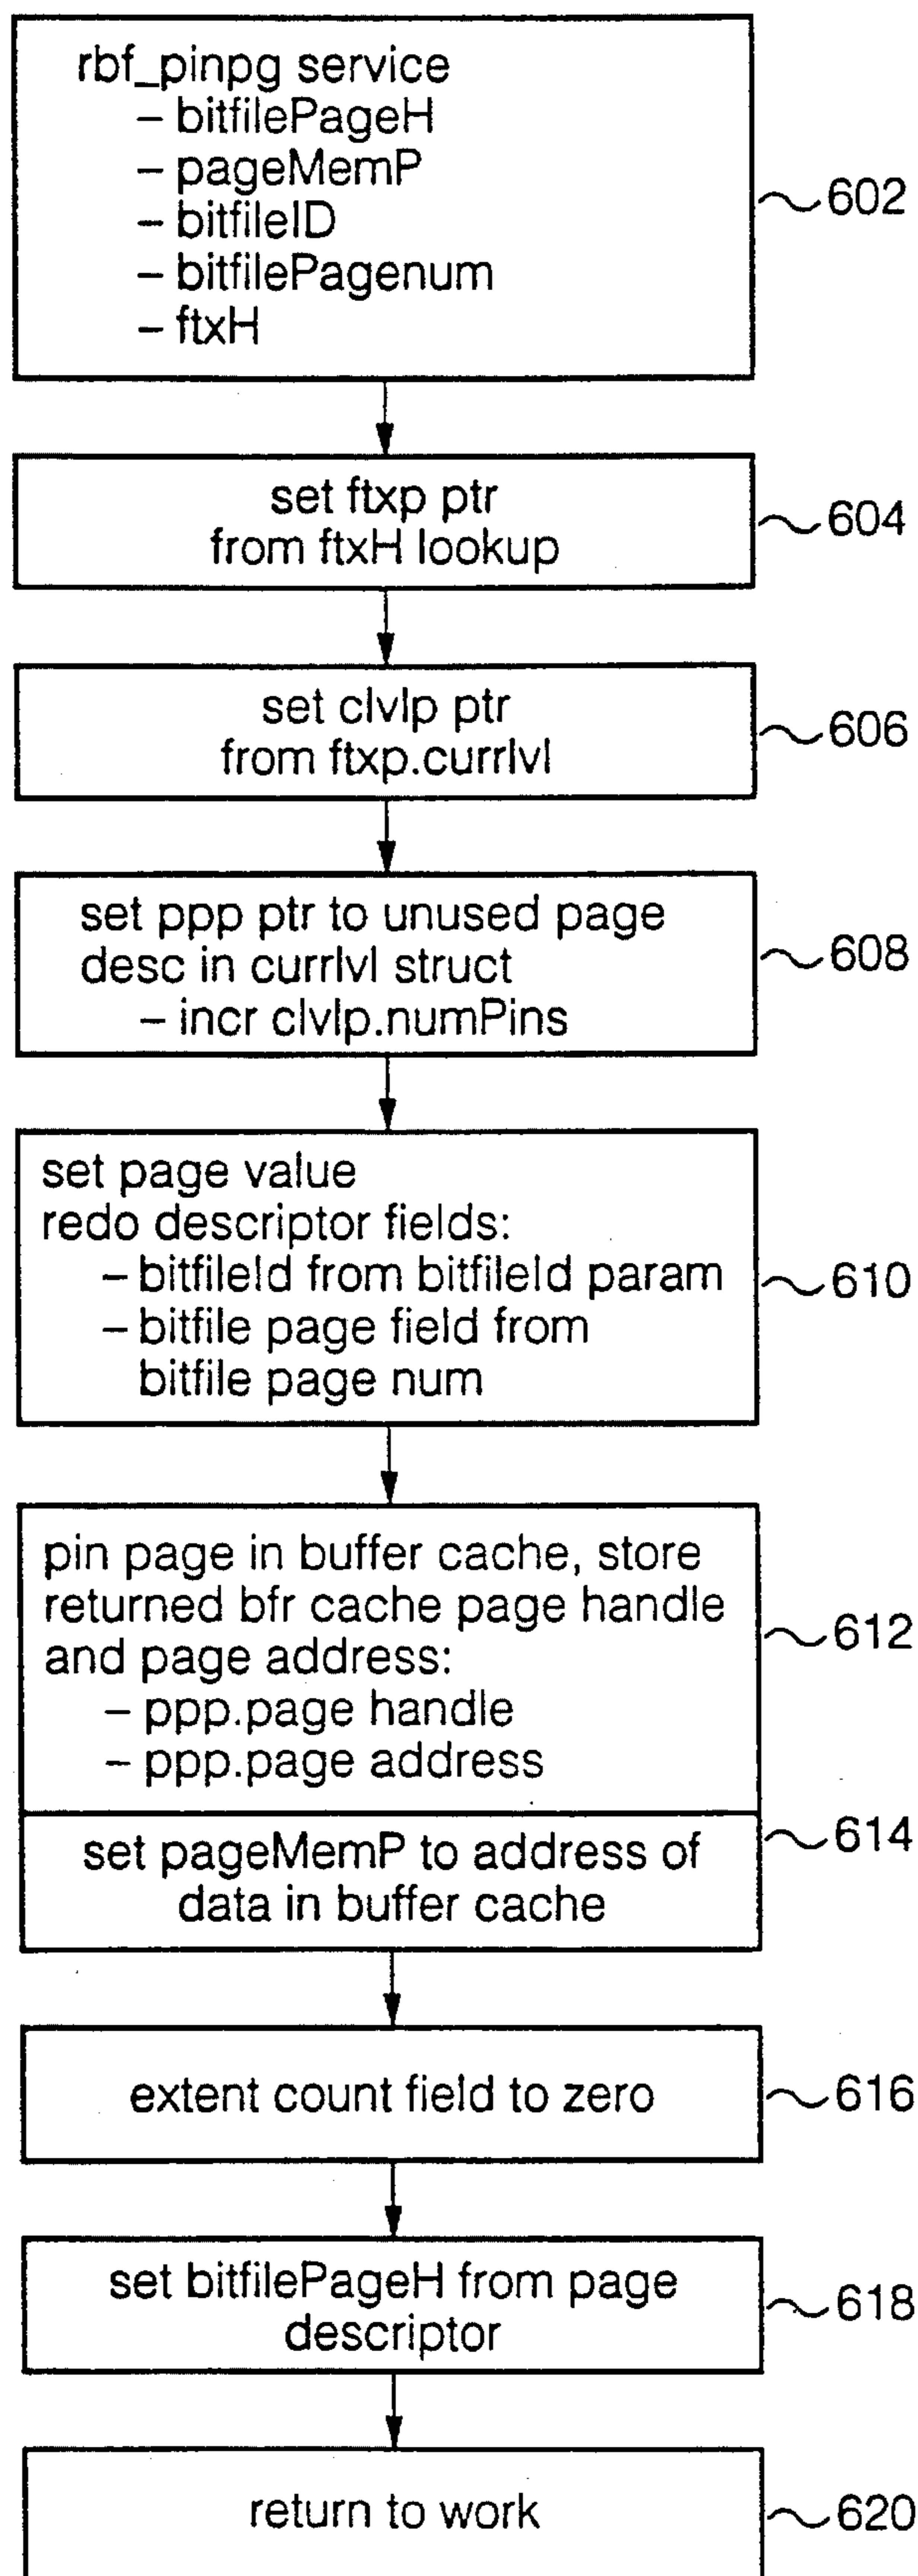 rbf_pinpg service
– bitfilePageH
– pageMemP
– bitfileID
– bitfilePagenum
– ftxH
602
set ftxp ptr
from ftxH lookup
604
set clvlp ptr
from ftxp.currlvl
606
set ppp ptr to unused page
desc in currlvl struct
– incr clvlp.numPins
608
set page value
redo descriptor fields:
– bitfileId from bitfileId param
– bitfile page field from
bitfile page num
610
pin page in buffer cache, store
returned bfr cache page handle
and page address:
– ppp.page handle
– ppp.page address
612
set pageMemP to address of
data in buffer cache
614
extent count field to zero
616
set bitfilePageH from page
descriptor
618
return to work
620